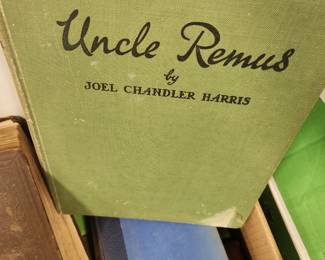 Uncle Remus
by
JOEL CHANDLER HARRIS